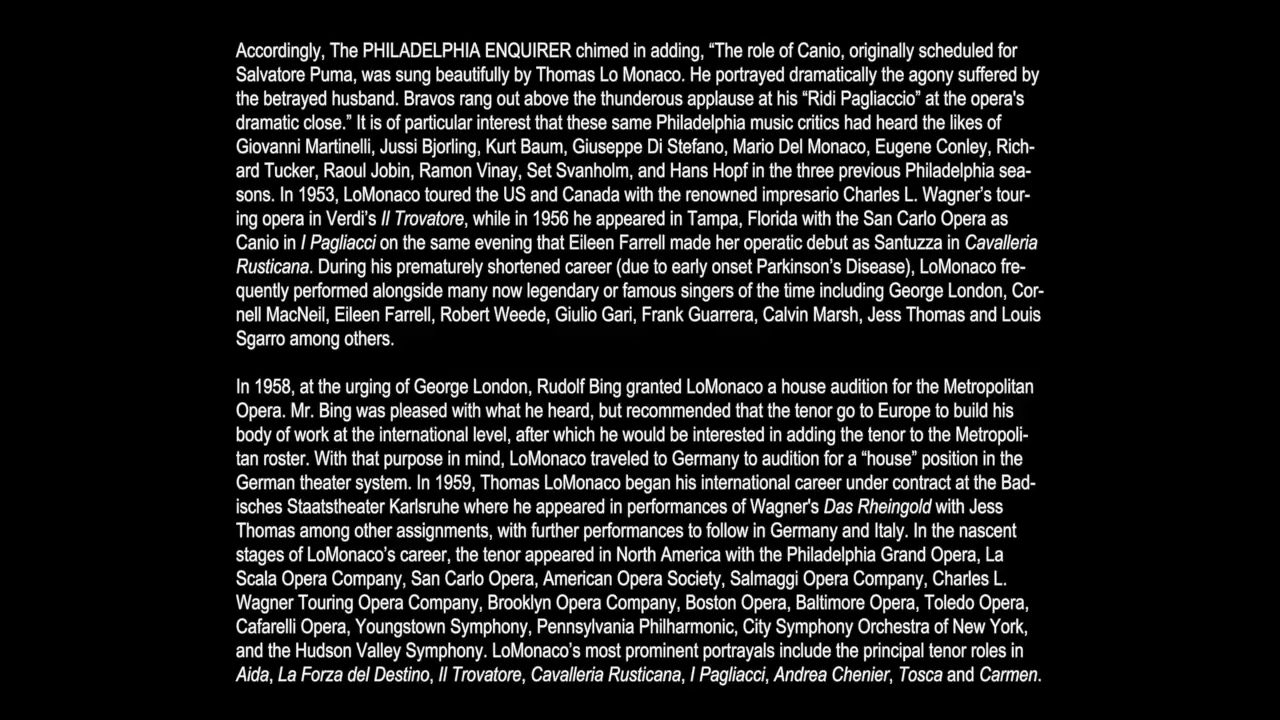 Accordingly, The PHILADELPHIA ENQUIRER chimed in adding, “The role of Canio, originally scheduled for
Salvatore Puma, was sung beautifully by Thomas Lo Monaco. He portrayed dramatically the agony suffered by
the betrayed husband. Bravos rang out above the thunderous applause at his “Ridi Pagliaccio” at the opera's
dramatic close.” It is of particular interest that these same Philadelphia music critics had heard the likes of
Giovanni Martinelli, Jussi Bjorling, Kurt Baum, Giuseppe Di Stefano, Mario Del Monaco, Eugene Conley, Rich-
ard Tucker, Raoul Jobin, Ramon Vinay, Set Svanholm, and Hans Hopf in the three previous Philadelphia sea-
sons. In 1953, LoMonaco toured the US and Canada with the renowned impresario Charles L. Wagner’s tour-
ing opera in Verdi’s Il Trovatore, while in 1956 he appeared in Tampa, Florida with the San Carlo Opera as
Canio in I Pagliacci on the same evening that Eileen Farrell made her operatic debut as Santuzza in Cavalleria
Rusticana. During his prematurely shortened career (due to early onset Parkinson’s Disease), LoMonaco fre-
quently performed alongside many now legendary or famous singers of the time including George London, Cor-
nell MacNeil, Eileen Farrell, Robert Weede, Giulio Gari, Frank Guarrera, Calvin Marsh, Jess Thomas and Louis
Sgarro among others.
In 1958, at the urging of George London, Rudolf Bing granted LoMonaco a house audition for the Metropolitan
Opera. Mr. Bing was pleased with what he heard, but recommended that the tenor go to Europe to build his
body of work at the international level, after which he would be interested in adding the tenor to the Metropoli-
tan roster. With that purpose in mind, LoMonaco traveled to Germany to audition for a “house” position in the
German theater system. In 1959, Thomas LoMonaco began his international career under contract at the Bad-
isches Staatstheater Karlsruhe where he appeared in performances of Wagner's Das Rheingold with Jess
Thomas among other assignments, with further performances to follow in Germany and Italy. In the nascent
stages of LoMonaco’s career, the tenor appeared in North America with the Philadelphia Grand Opera, La
Scala Opera Company, San Carlo Opera, American Opera Society, Salmaggi Opera Company, Charles L.
Wagner Touring Opera Company, Brooklyn Opera Company, Boston Opera, Baltimore Opera, Toledo Opera,
Cafarelli Opera, Youngstown Symphony, Pennsylvania Philharmonic, City Symphony Orchestra of New York,
and the Hudson Valley Symphony. LoMonaco’s most prominent portrayals include the principal tenor roles in
Aida, La Forza del Destino, Il Trovatore, Cavalleria Rusticana, I Pagliacci, Andrea Chenier, Tosca and Carmen.